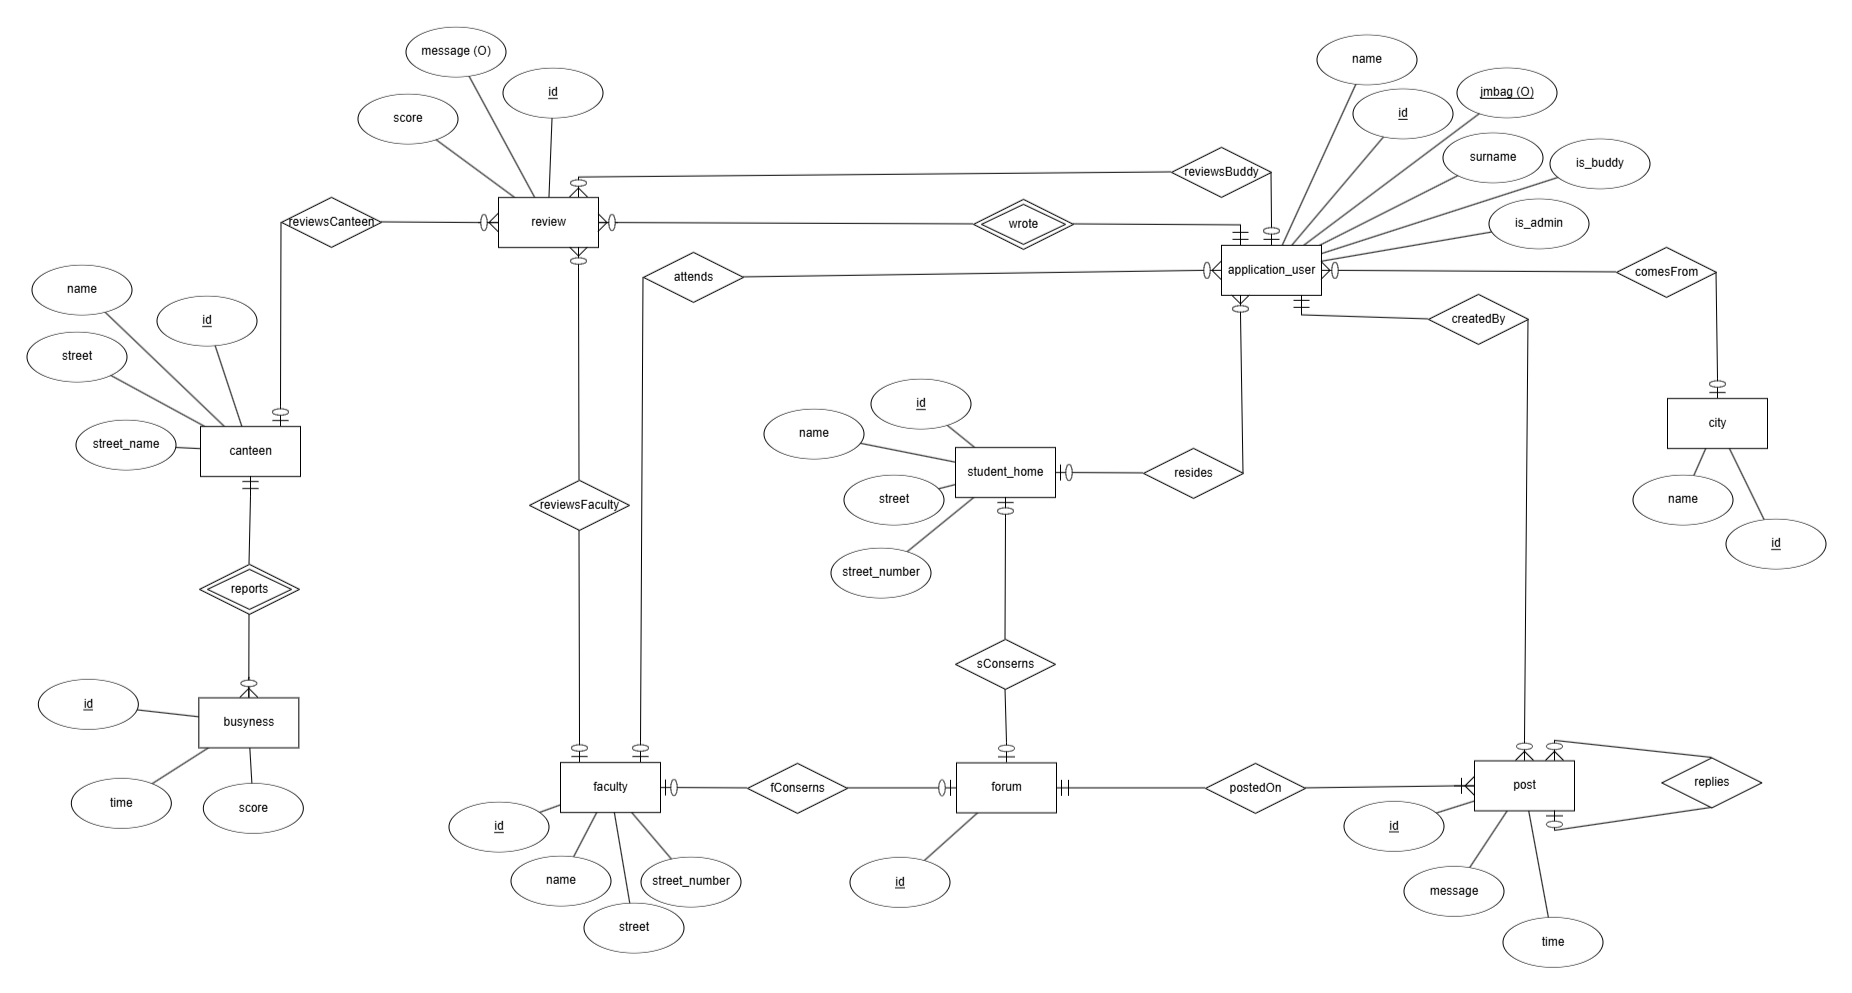 message (O)
name
id
jmbag (O)
score
id
surname
is_buddy
reviewsBuddy
reviewsCanteen
review
wrote
is_admin
attends
application_user
comesFrom
name
id
createdBy
street
id
name
street_name
canteen
city
student_home
resides
street
name
reviewsFaculty
id
street_number
reports
sConserns
id
busyness
time
score
faculty
fConserns
forum
postedOn
post
replies
id
id
name
street_number
id
message
street
time